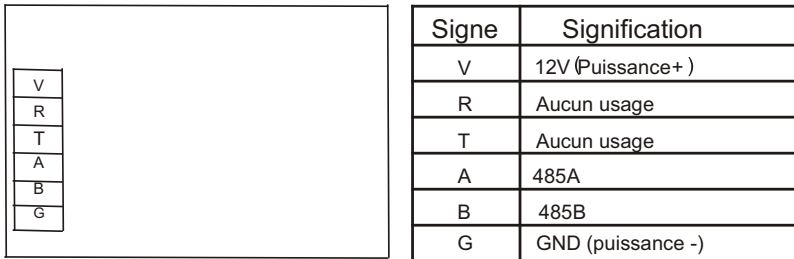 V
R
T
A
B
G
Signe Signification
V 12V (Puissance+)
R Aucun usage
T Aucun usage
A 485A
B 485B
G GND (puissance -)